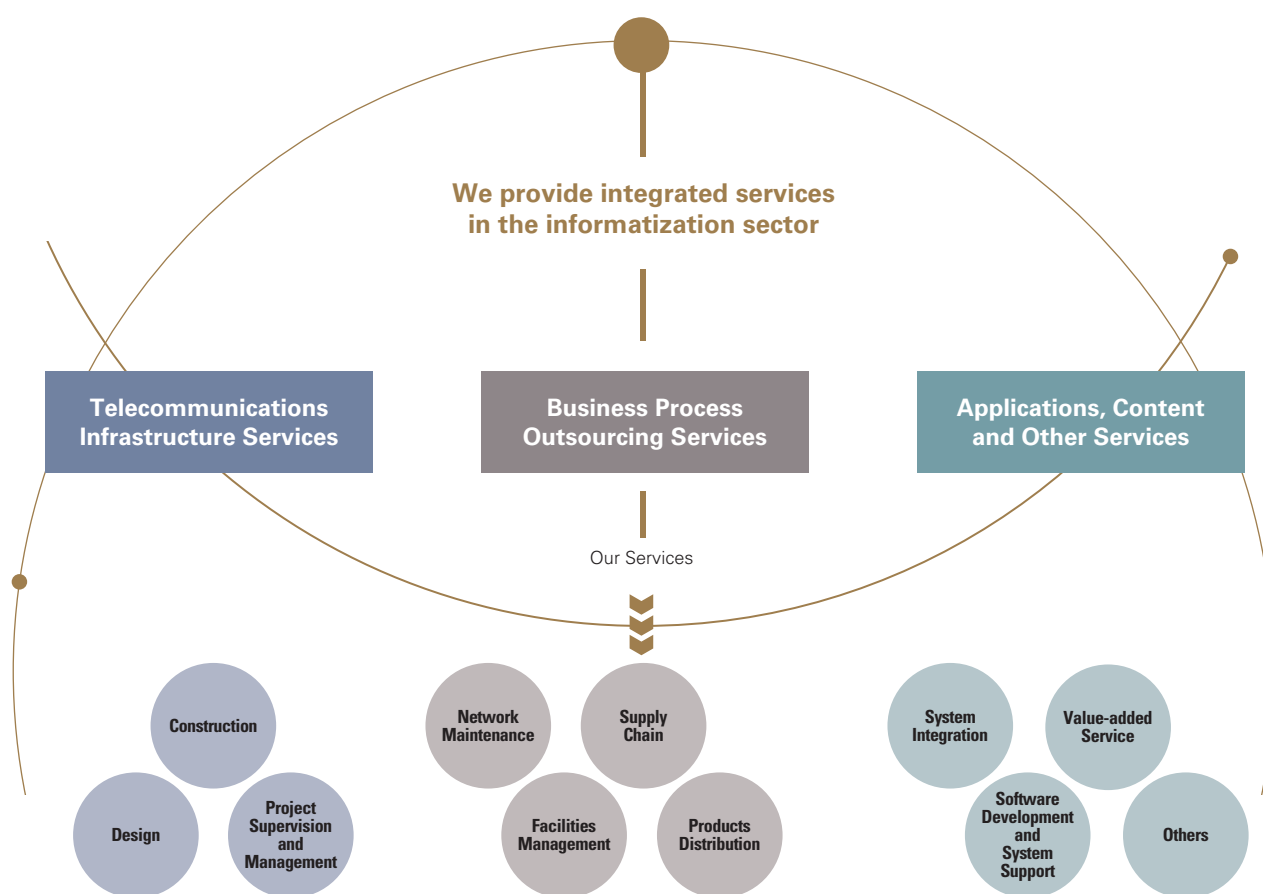 We provide integrated services
in the informatization sector
Telecommunications
Infrastructure Services
Business Process
Outsourcing Services
Applications, Content
and Other Services
Our Services
Construction
Design
Project
Supervision
and
Management
Network
Maintenance
Supply
Chain
Facilities
Management
Products
Distribution
System
Integration
Value-added
Service
Software
Development
and
System
Support
Others